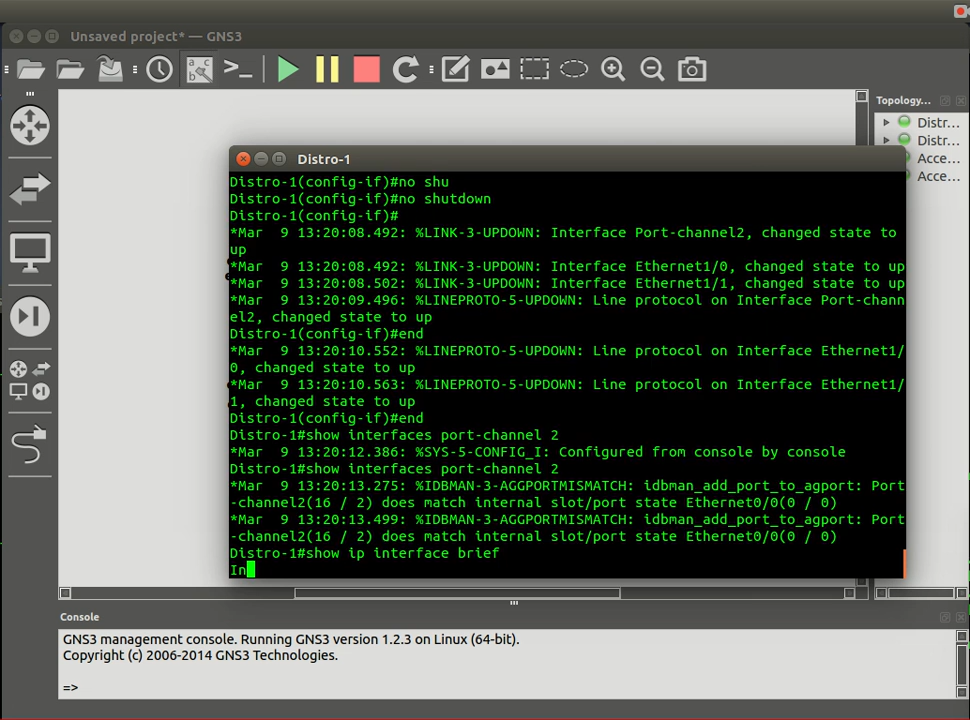 Unsaved project* — GNS3
Topology...
Distr...
Distr...
Acce...
Acce...
Distro-1
Distro-1(config-if)#no shu
Distro-1(config-if)#no shutdown
Distro-1(config-if)#
*Mar  9 13:20:08.492: %LINK-3-UPDOWN: Interface Port-channel2, changed state to
up
*Mar  9 13:20:08.492: %LINK-3-UPDOWN: Interface Ethernet1/0, changed state to up
*Mar  9 13:20:08.502: %LINK-3-UPDOWN: Interface Ethernet1/1, changed state to up
*Mar  9 13:20:09.496: %LINEPROTO-5-UPDOWN: Line protocol on Interface Port-chann
el2, changed state to up
Distro-1(config-if)#end
*Mar  9 13:20:10.552: %LINEPROTO-5-UPDOWN: Line protocol on Interface Ethernet1/
0, changed state to up
*Mar  9 13:20:10.563: %LINEPROTO-5-UPDOWN: Line protocol on Interface Ethernet1/
1, changed state to up
Distro-1(config-if)#end
Distro-1#show interfaces port-channel 2
*Mar  9 13:20:12.386: %SYS-5-CONFIG_I: Configured from console by console
Distro-1#show interfaces port-channel 2
*Mar  9 13:20:13.275: %IDBMAN-3-AGGPORTMISMATCH: idbman_add_port_to_agport: Port
-channel2(16 / 2) does match internal slot/port state Ethernet0/0(0 / 0)
*Mar  9 13:20:13.499: %IDBMAN-3-AGGPORTMISMATCH: idbman_add_port_to_agport: Port
-channel2(16 / 2) does match internal slot/port state Ethernet0/0(0 / 0)
Distro-1#show ip interface brief
In
Console
GNS3 management console. Running GNS3 version 1.2.3 on Linux (64-bit).
Copyright (c) 2006-2014 GNS3 Technologies.
=>